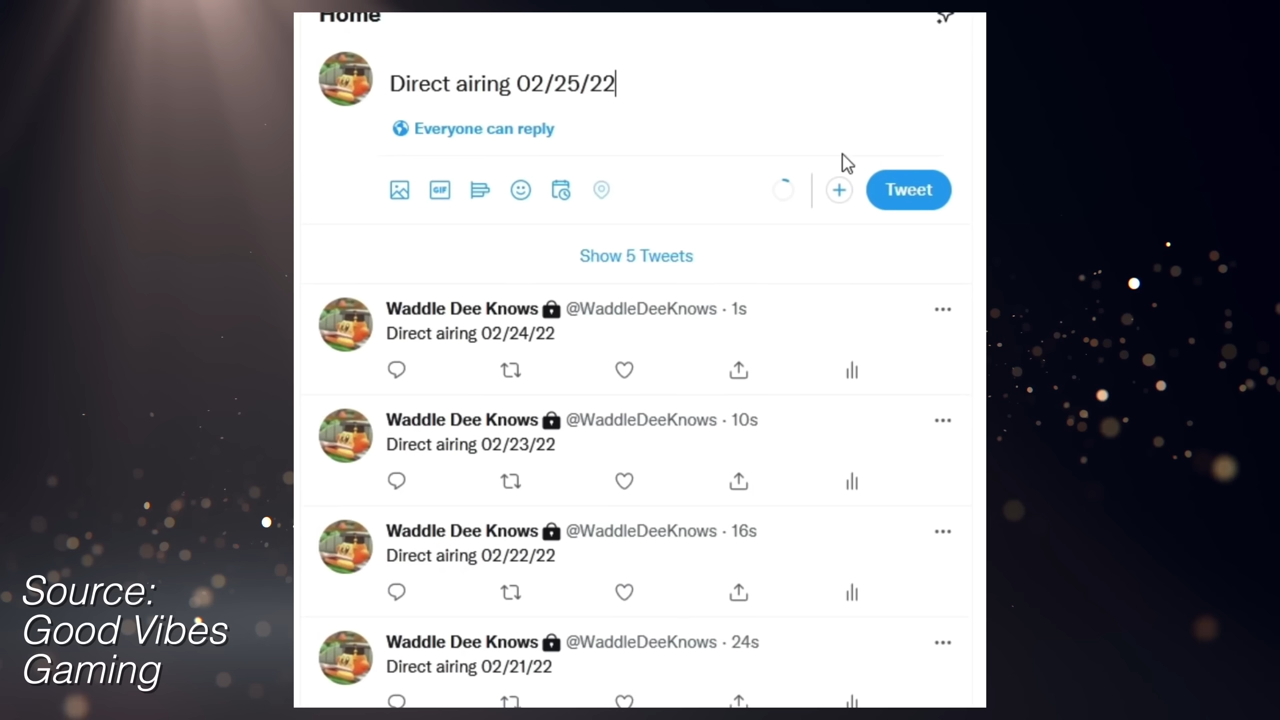 Home
Direct airing 02/25/22
Everyone can reply
GIF
Tweet
Show 5 Tweets
Waddle Dee Knows @WaddleDeeKnows · 1s
Direct airing 02/24/22
Waddle Dee Knows @WaddleDeeKnows · 10s
Direct airing 02/23/22
Waddle Dee Knows @WaddleDeeKnows · 16s
Direct airing 02/22/22
Waddle Dee Knows @WaddleDeeKnows · 24s
Direct airing 02/21/22
Source:
Good Vibes
Gaming